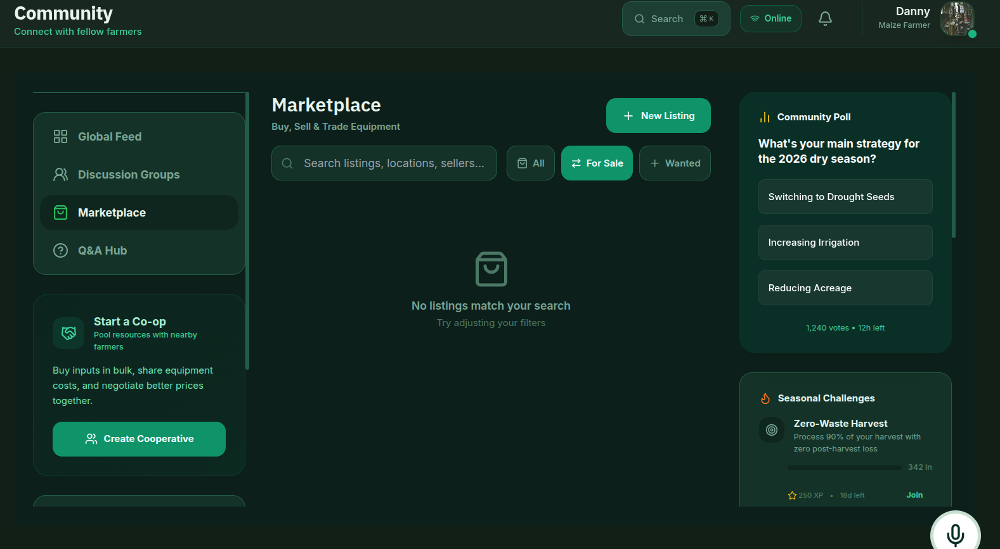 Community
Connect with fellow farmers
Search
⌘ K
Online
Danny
Maize Farmer
Global Feed
Discussion Groups
Marketplace
Q&A Hub
Start a Co-op
Pool resources with nearby
farmers
Buy inputs in bulk, share equipment
costs, and negotiate better prices
together.
Create Cooperative
Marketplace
Buy, Sell & Trade Equipment
New Listing
Search listings, locations, sellers...
All
For Sale
Wanted
No listings match your search
Try adjusting your filters
Community Poll
What's your main strategy for
the 2026 dry season?
Switching to Drought Seeds
Increasing Irrigation
Reducing Acreage
1,240 votes • 12h left
Seasonal Challenges
Zero-Waste Harvest
Process 90% of your harvest with
zero post-harvest loss
342 in
250 XP • 18d left
Join